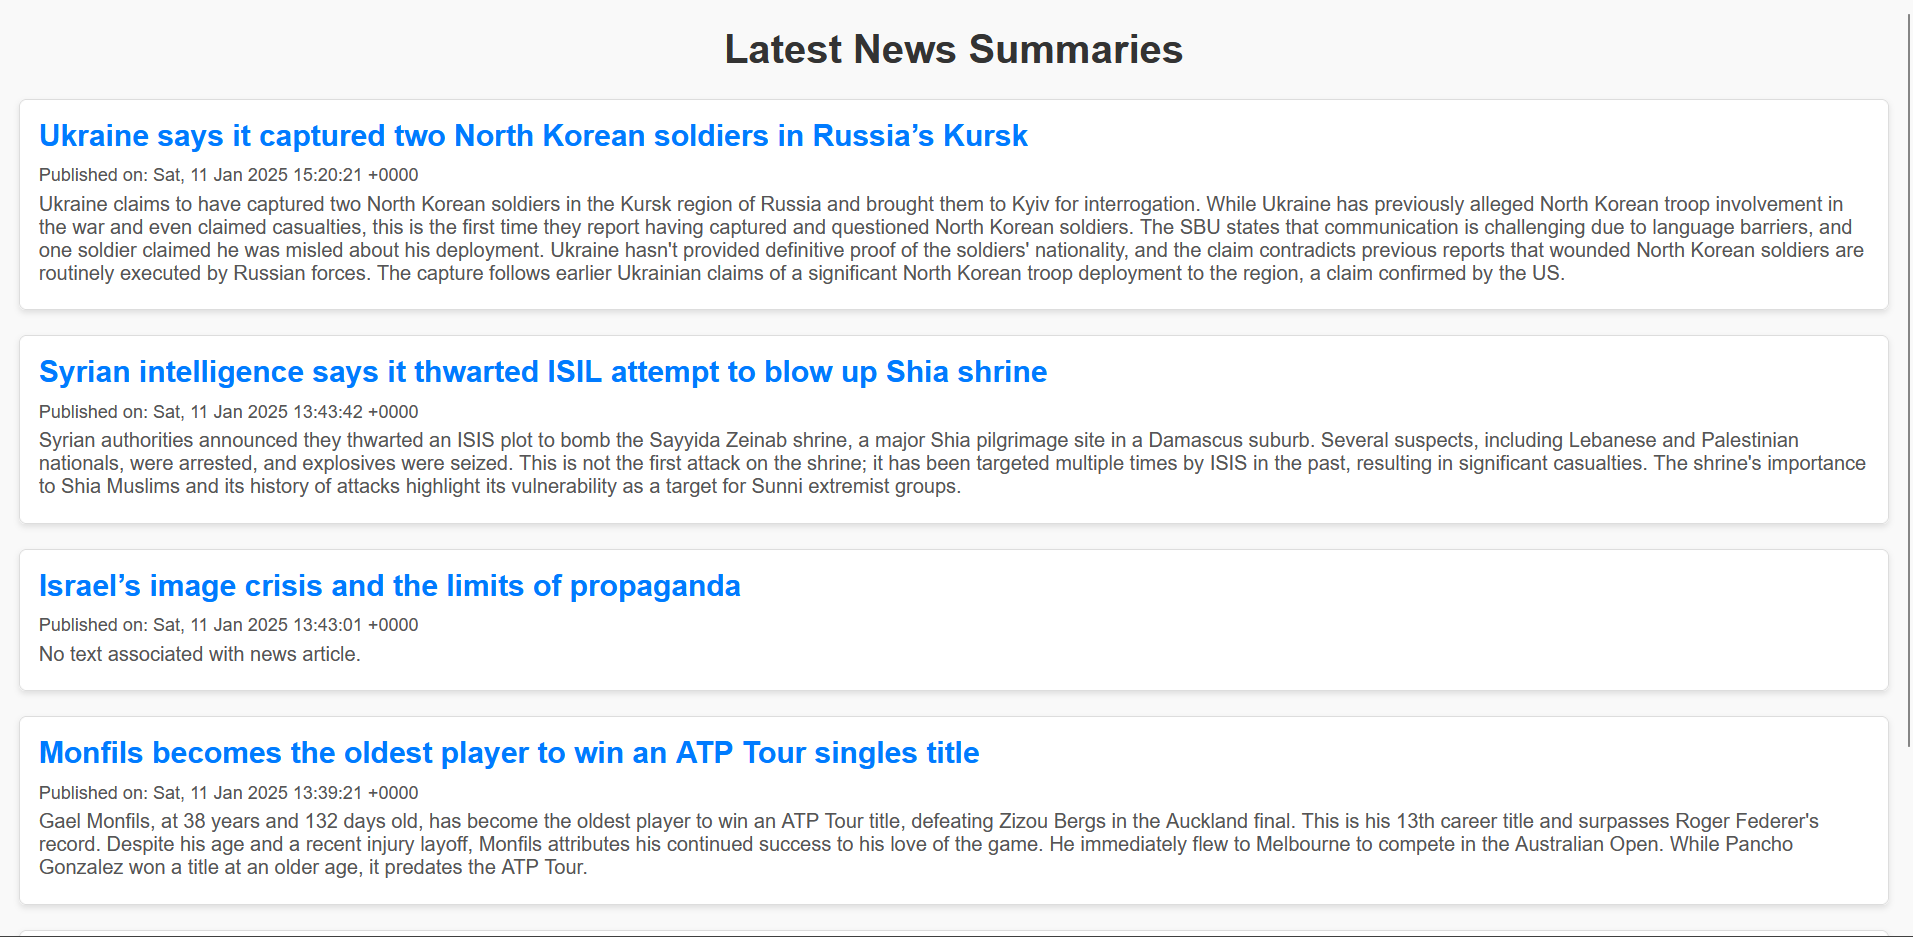 Latest News Summaries
Ukraine says it captured two North Korean soldiers in Russia’s Kursk
Published on: Sat, 11 Jan 2025 15:20:21 +0000
Ukraine claims to have captured two North Korean soldiers in the Kursk region of Russia and brought them to Kyiv for interrogation. While Ukraine has previously alleged North Korean troop involvement in
the war and even claimed casualties, this is the first time they report having captured and questioned North Korean soldiers. The SBU states that communication is challenging due to language barriers, and
one soldier claimed he was misled about his deployment. Ukraine hasn't provided definitive proof of the soldiers' nationality, and the claim contradicts previous reports that wounded North Korean soldiers are
routinely executed by Russian forces. The capture follows earlier Ukrainian claims of a significant North Korean troop deployment to the region, a claim confirmed by the US.
Syrian intelligence says it thwarted ISIL attempt to blow up Shia shrine
Published on: Sat, 11 Jan 2025 13:43:42 +0000
Syrian authorities announced they thwarted an ISIS plot to bomb the Sayyida Zeinab shrine, a major Shia pilgrimage site in a Damascus suburb. Several suspects, including Lebanese and Palestinian
nationals, were arrested, and explosives were seized. This is not the first attack on the shrine; it has been targeted multiple times by ISIS in the past, resulting in significant casualties. The shrine's importance
to Shia Muslims and its history of attacks highlight its vulnerability as a target for Sunni extremist groups.
Israel’s image crisis and the limits of propaganda
Published on: Sat, 11 Jan 2025 13:43:01 +0000
No text associated with news article.
Monfils becomes the oldest player to win an ATP Tour singles title
Published on: Sat, 11 Jan 2025 13:39:21 +0000
Gael Monfils, at 38 years and 132 days old, has become the oldest player to win an ATP Tour title, defeating Zizou Bergs in the Auckland final. This is his 13th career title and surpasses Roger Federer's
record. Despite his age and a recent injury layoff, Monfils attributes his continued success to his love of the game. He immediately flew to Melbourne to compete in the Australian Open. While Pancho
Gonzalez won a title at an older age, it predates the ATP Tour.